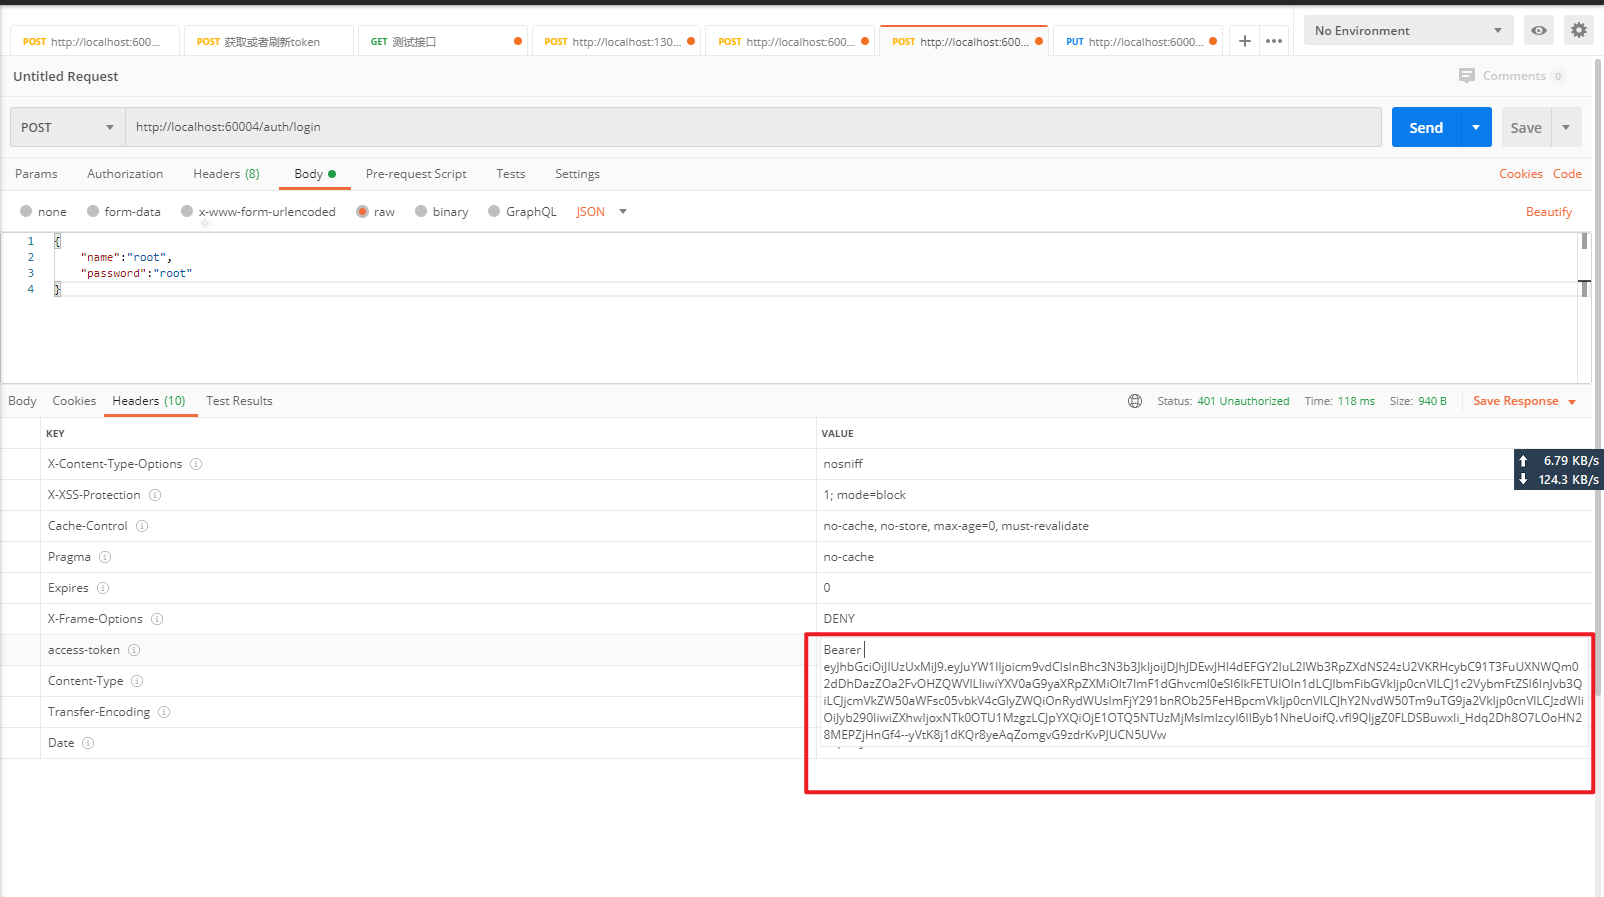 POST http://localhost:600...
POST 获取或者刷新token
GET 测试接口
POST http://localhost:130...
POST http://localhost:600...
POST http://localhost:600...
PUT http://localhost:6000...
No Environment
Untitled Request
Comments 0
POST http://localhost:60004/auth/login
Send
Save
Params Authorization Headers (8) Body Pre-request Script Tests Settings
Cookies Code
none form-data x-www-form-urlencoded raw binary GraphQL JSON
Beautify
1 {
2 "name":"root",
3 "password":"root"
4 }
Body Cookies Headers (10) Test Results
Status: 401 Unauthorized Time: 118 ms Size: 940 B Save Response
KEY VALUE
X-Content-Type-Options nosniff
6.79 KB/s
124.3 KB/s
X-XSS-Protection 1; mode=block
Cache-Control no-cache, no-store, max-age=0, must-revalidate
Pragma no-cache
Expires 0
X-Frame-Options DENY
access-token Bearer
Content-Type
Transfer-Encoding
Date